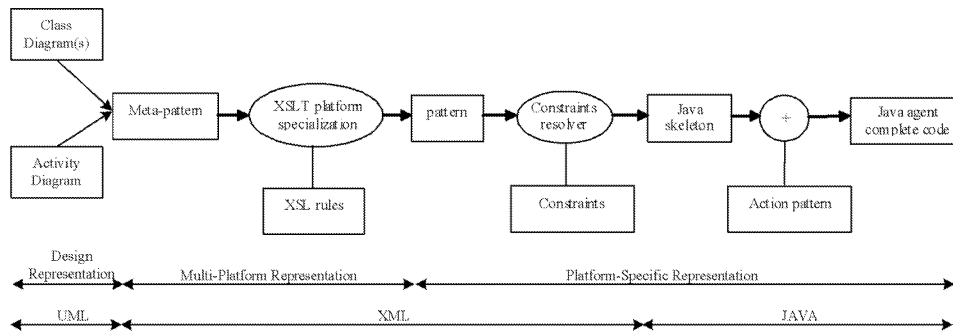 Class
Diagram(s)
Activity
Diagram
Meta-pattern
XSLT platform
specialization
XSL rules
pattern
Constraints
resolver
Constraints
Java
skeleton
+
Action pattern
Java agent
complete code
Design
Representation
Multi-Platform Representation
Platform-Specific Representation
UML
XML
JAVA